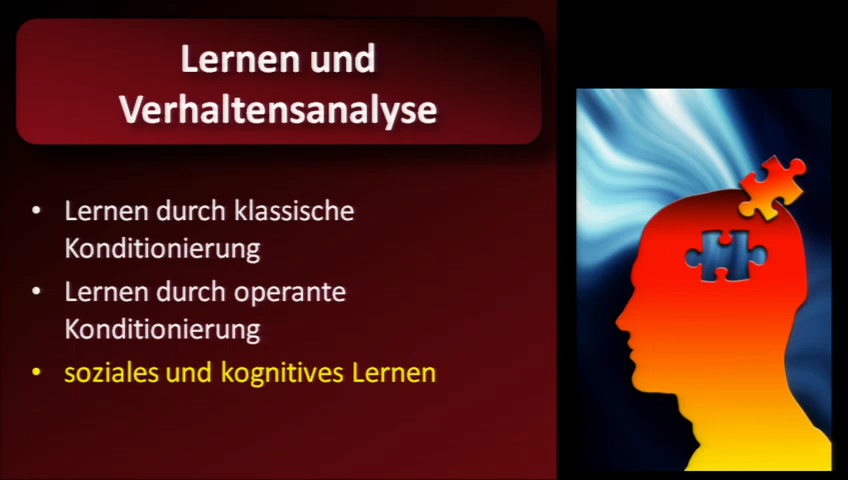 Lernen und
Verhaltensanalyse
• Lernen durch klassische
Konditionierung
• Lernen durch operante
Konditionierung
• soziales und kognitives Lernen